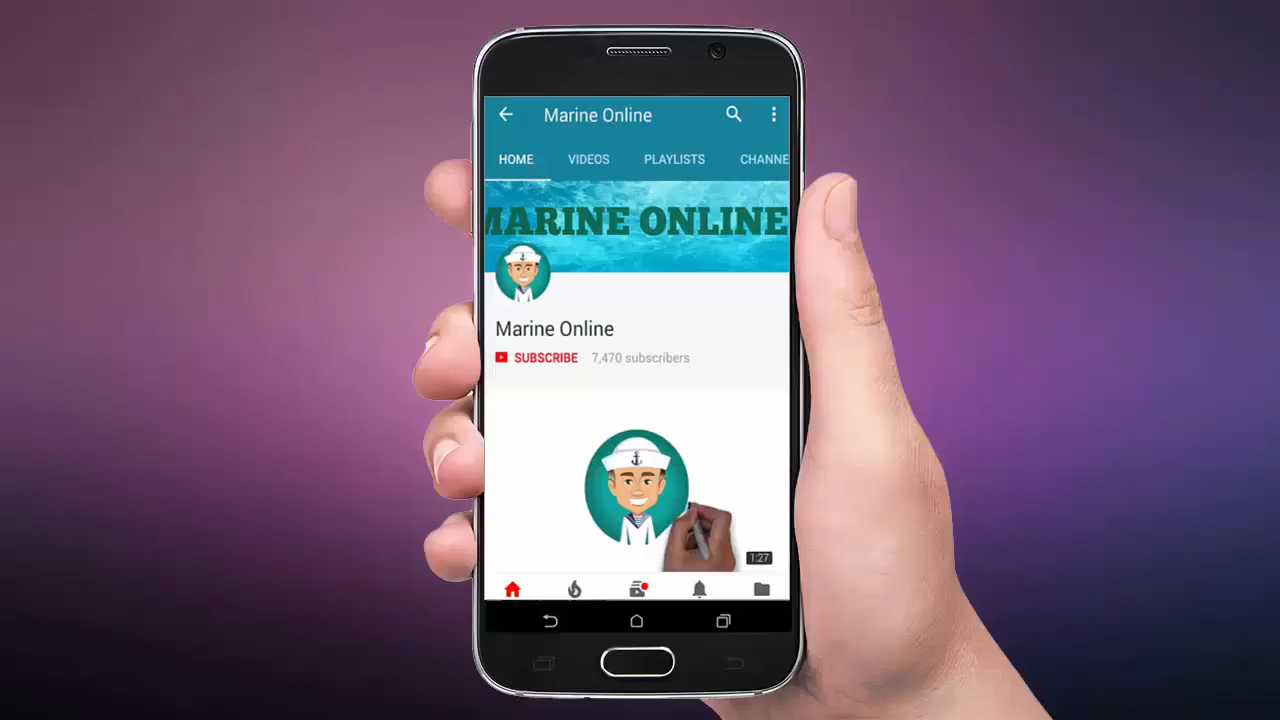 Marine Online
HOME VIDEOS PLAYLISTS CHANNE
MARINE ONLINE
Marine Online
SUBSCRIBE 7,470 subscribers
1:27